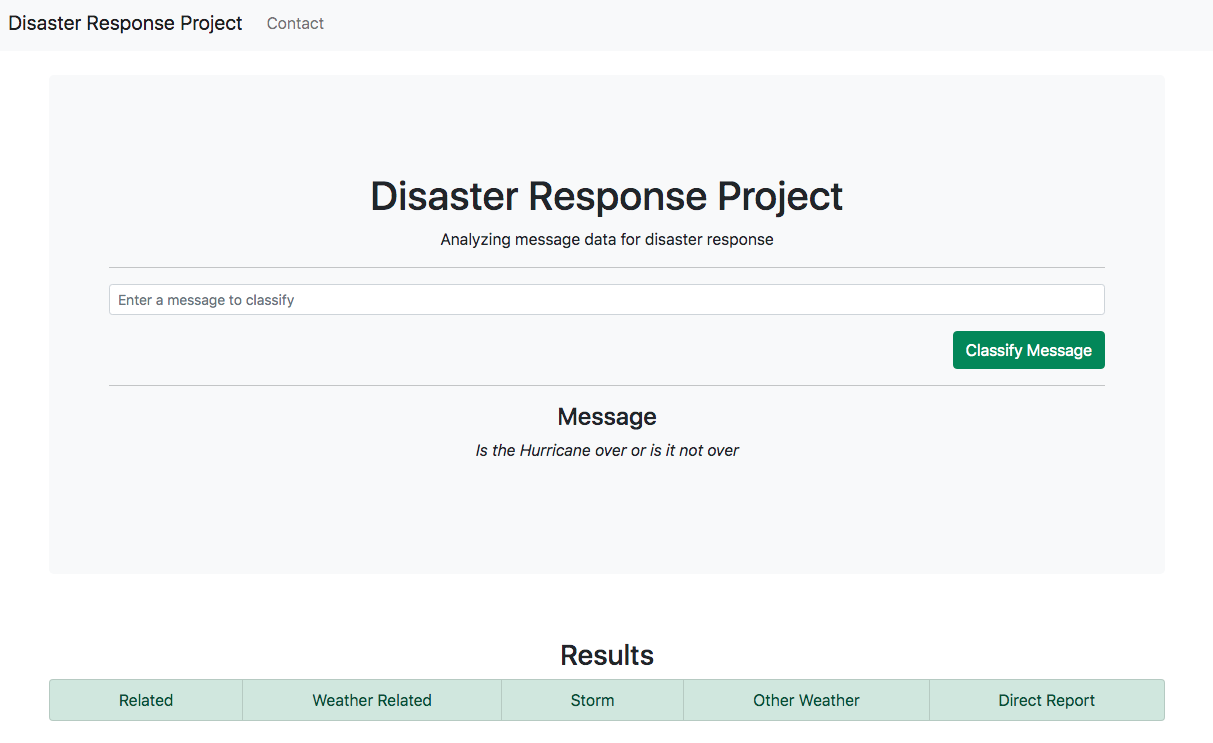 Disaster Response Project Contact
Disaster Response Project
Analyzing message data for disaster response
Enter a message to classify
Classify Message
Message
Is the Hurricane over or is it not over
Results
Related Weather Related Storm Other Weather Direct Report